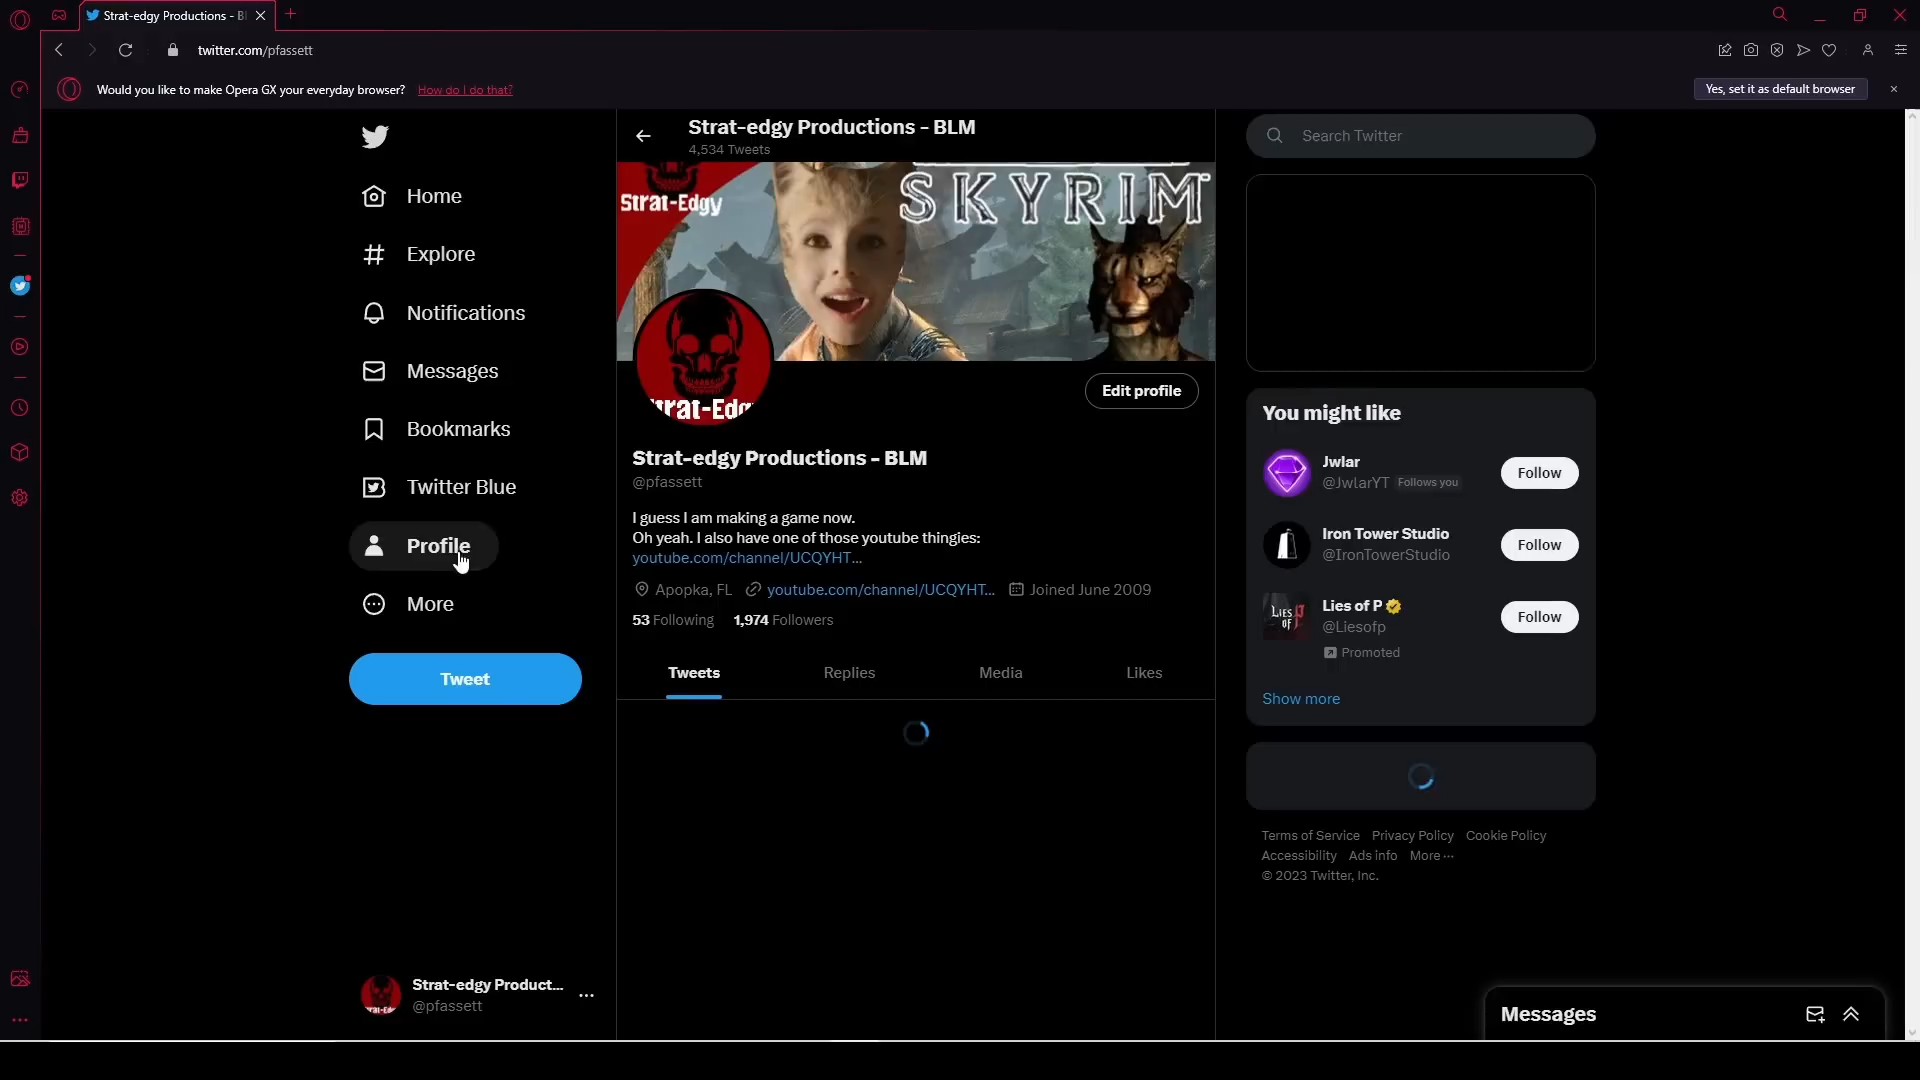 Strat-edgy Productions - Bl
twitter.com/pfassett
Would you like to make Opera GX your everyday browser? How do I do that?
Yes, set it as default browser
Home
Explore
Notifications
Messages
Bookmarks
Twitter Blue
Profile
More
Tweet
Strat-edgy Product...
@pfassett
Strat-edgy Productions - BLM
4,534 Tweets
Strat-Edgy
SKYRIM
trat-Edg
Edit profile
Strat-edgy Productions - BLM
@pfassett
I guess I am making a game now.
Oh yeah. I also have one of those youtube thingies:
youtube.com/channel/UCQYHT...
Apopka, FL youtube.com/channel/UCQYHT... Joined June 2009
53 Following 1,974 Followers
Tweets Replies Media Likes
Search Twitter
You might like
Jwlar
@JwlarYT Follows you
Follow
Iron Tower Studio
@IronTowerStudio
Follow
LIES OF P
Lies of P
@Liesofp
Follow
Promoted
Show more
Terms of Service Privacy Policy Cookie Policy
Accessibility Ads info More ...
© 2023 Twitter, Inc.
Messages